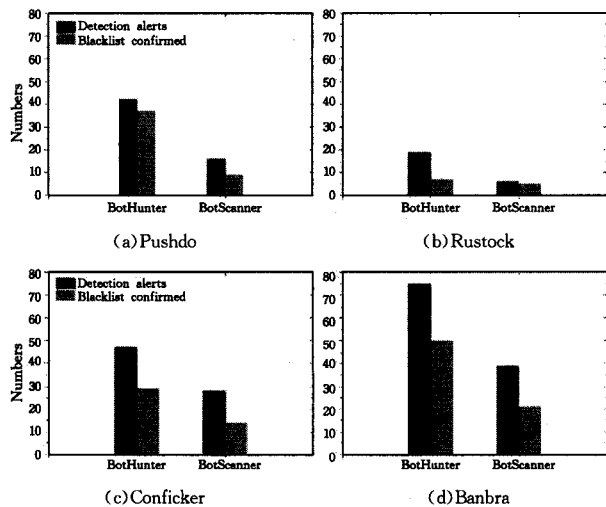 80
70
60
50
40
30
20
10
0
Numbers
Detection alerts
Blacklist confirmed
BotHunter BotScanner
(a)Pushdo
80
70
60
50
40
30
20
10
0
BotHunter BotScanner
(b)Rustock
80
70
60
50
40
30
20
10
0
Numbers
Detection alerts
Blacklist confirmed
BotHunter BotScanner
(c)Conficker
80
70
60
50
40
30
20
10
0
BotHunter BotScanner
(d)Banbra